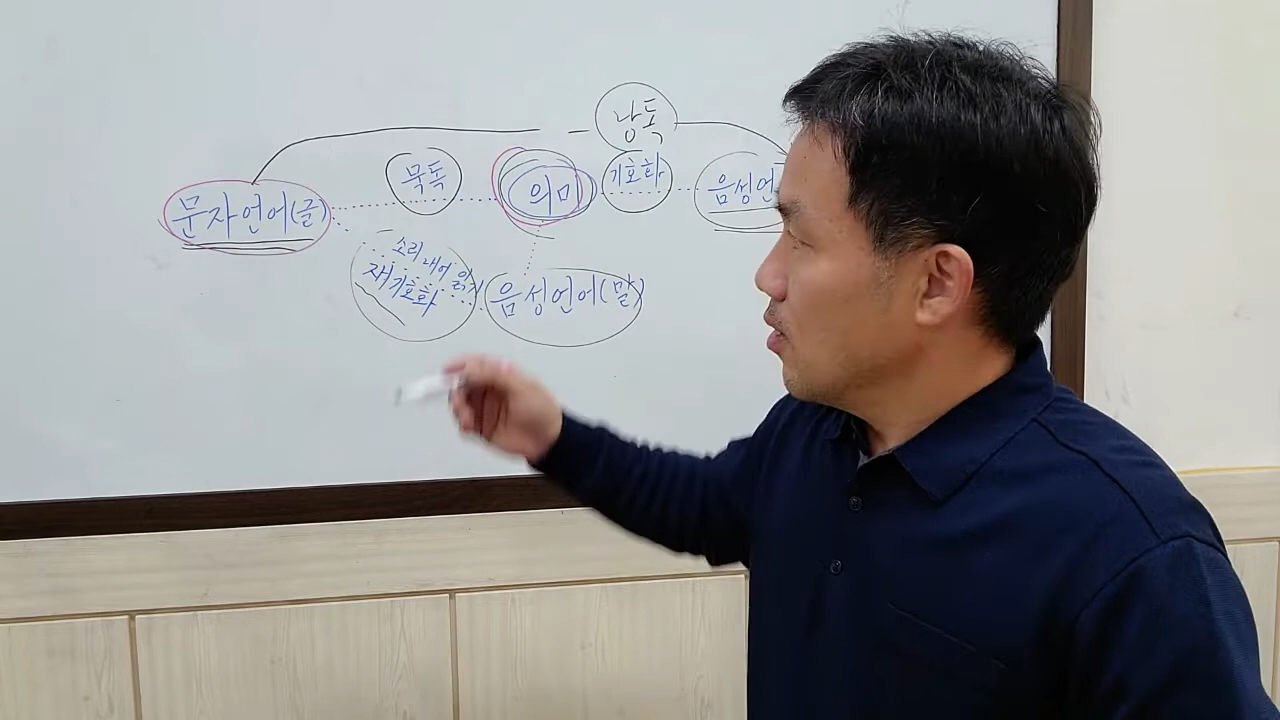 낭독
묵독
의미
기호화
음성언
문자언어(글)
소리 내어 읽기
재기호화
음성언어(말)